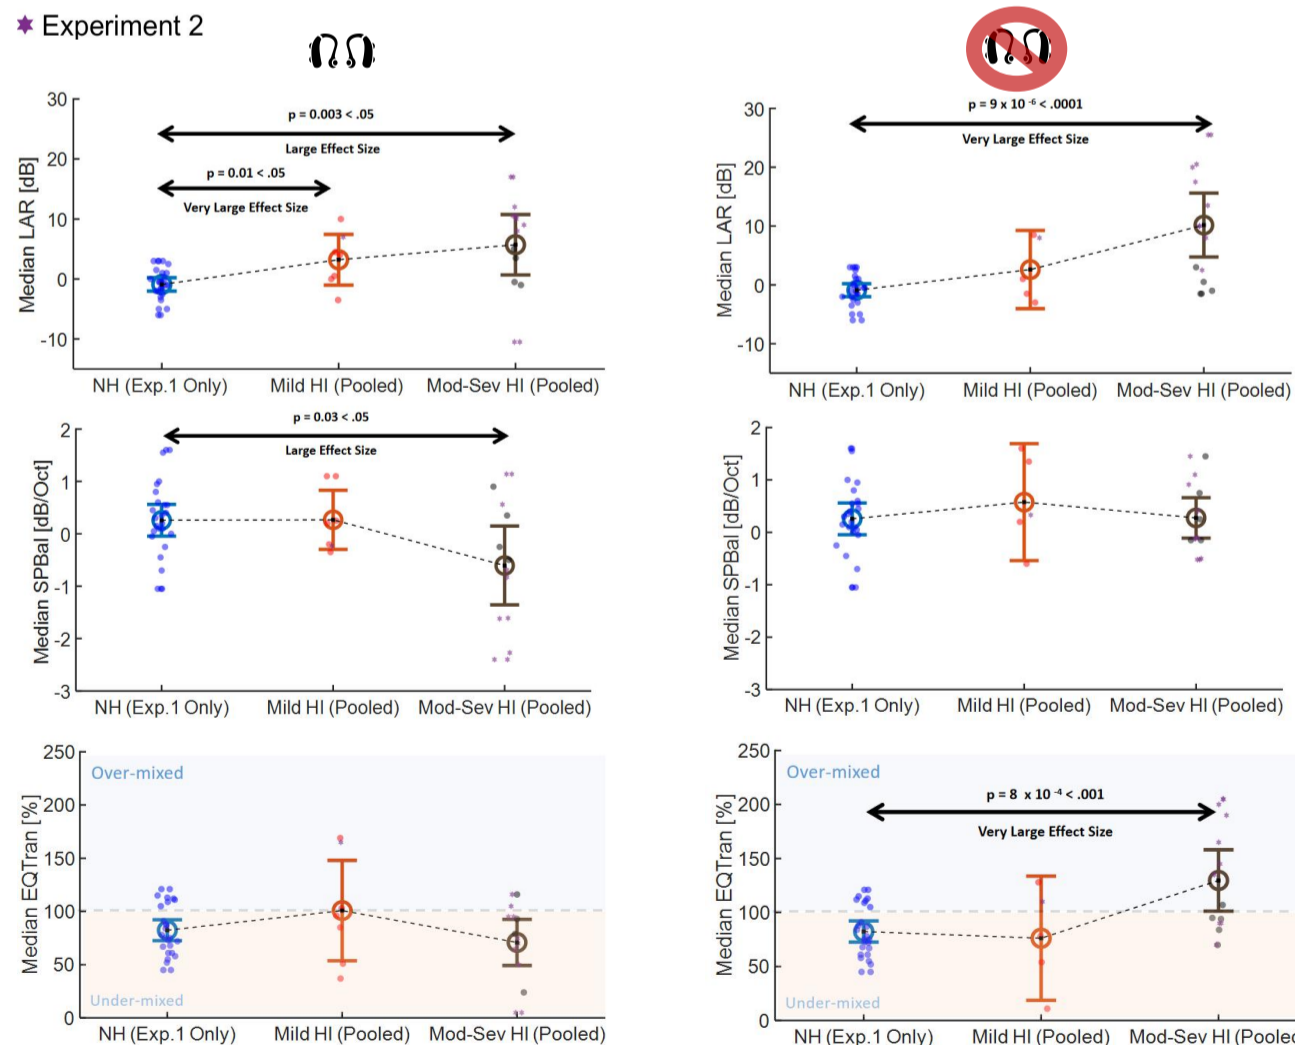 Experiment 2
30
20
10
0
-10
Median LAR [dB]
p = 0.003 < .05
Large Effect Size
p = 0.01 < .05
Very Large Effect Size
NH (Exp.1 Only) Mild HI (Pooled) Mod-Sev HI (Pooled)
30
20
10
0
-10
Median LAR [dB]
p = 9 x 10 -6 < .0001
Very Large Effect Size
NH (Exp.1 Only) Mild HI (Pooled) Mod-Sev HI (Pooled)
2
1
0
-1
-2
-3
Median SPBal [dB/Oct]
p = 0.03 < .05
Large Effect Size
NH (Exp.1 Only) Mild HI (Pooled) Mod-Sev HI (Pooled)
2
1
0
-1
-2
-3
Median SPBal [dB/Oct]
NH (Exp.1 Only) Mild HI (Pooled) Mod-Sev HI (Pooled)
250
200
150
100
50
0
Median EQTran [%]
Over-mixed
Under-mixed
NH (Exp.1 Only) Mild HI (Pooled) Mod-Sev HI (Pooled)
250
200
150
100
50
0
Median EQTran [%]
Over-mixed
p = 8 x 10 -4 < .001
Very Large Effect Size
Under-mixed
NH (Exp.1 Only) Mild HI (Pooled) Mod-Sev HI (Pooled